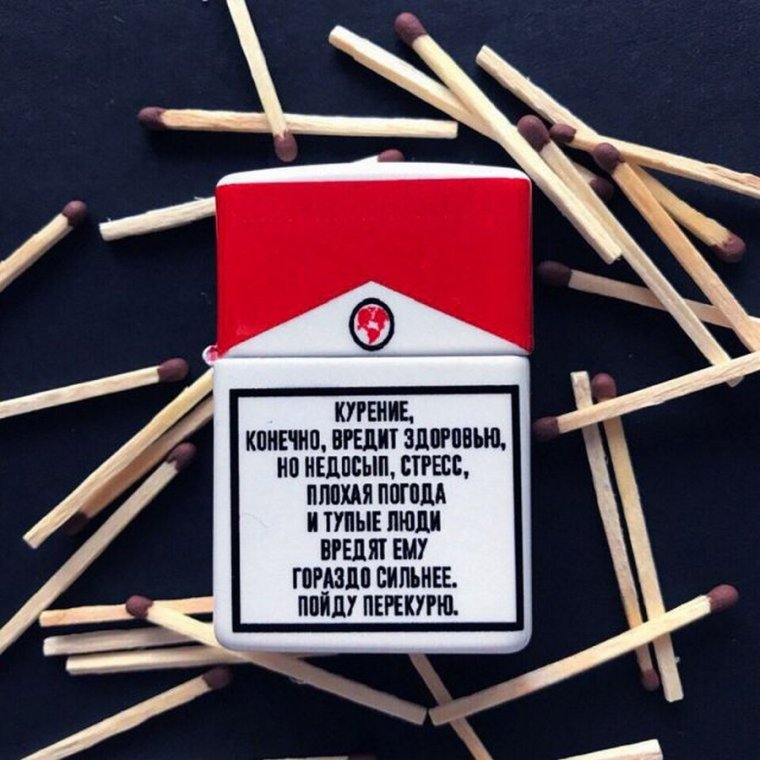 КУРЕНИЕ,
КОНЕЧНО, ВРЕДИТ ЗДОРОВЬЮ,
НО НЕДОСЫП, СТРЕСС,
ПЛОХАЯ ПОГОДА
И ТУПЫЕ ЛЮДИ
ВРЕДЯТ ЕМУ
ГОРАЗДО СИЛЬНЕЕ.
ПОЙДУ ПЕРЕКУРЮ.